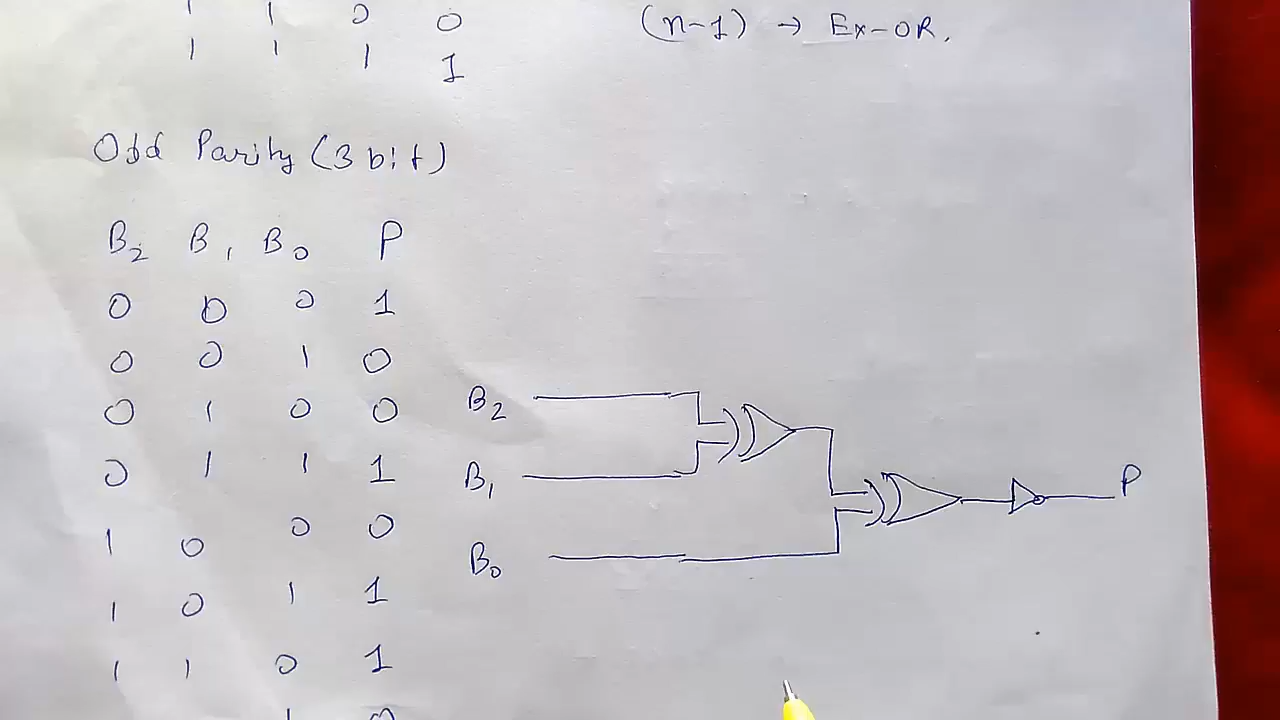 1 1 0 0
(n-1) → Ex-OR.
1 1 1 1
Odd Parity (3 bit)
B2 B1 B0 P
0 0 0 1
0 0 1 0
0 1 0 0
0 1 1 1
1 0 0 0
1 0 1 1
1 1 0 1
1 0
B2
B1
B0
P